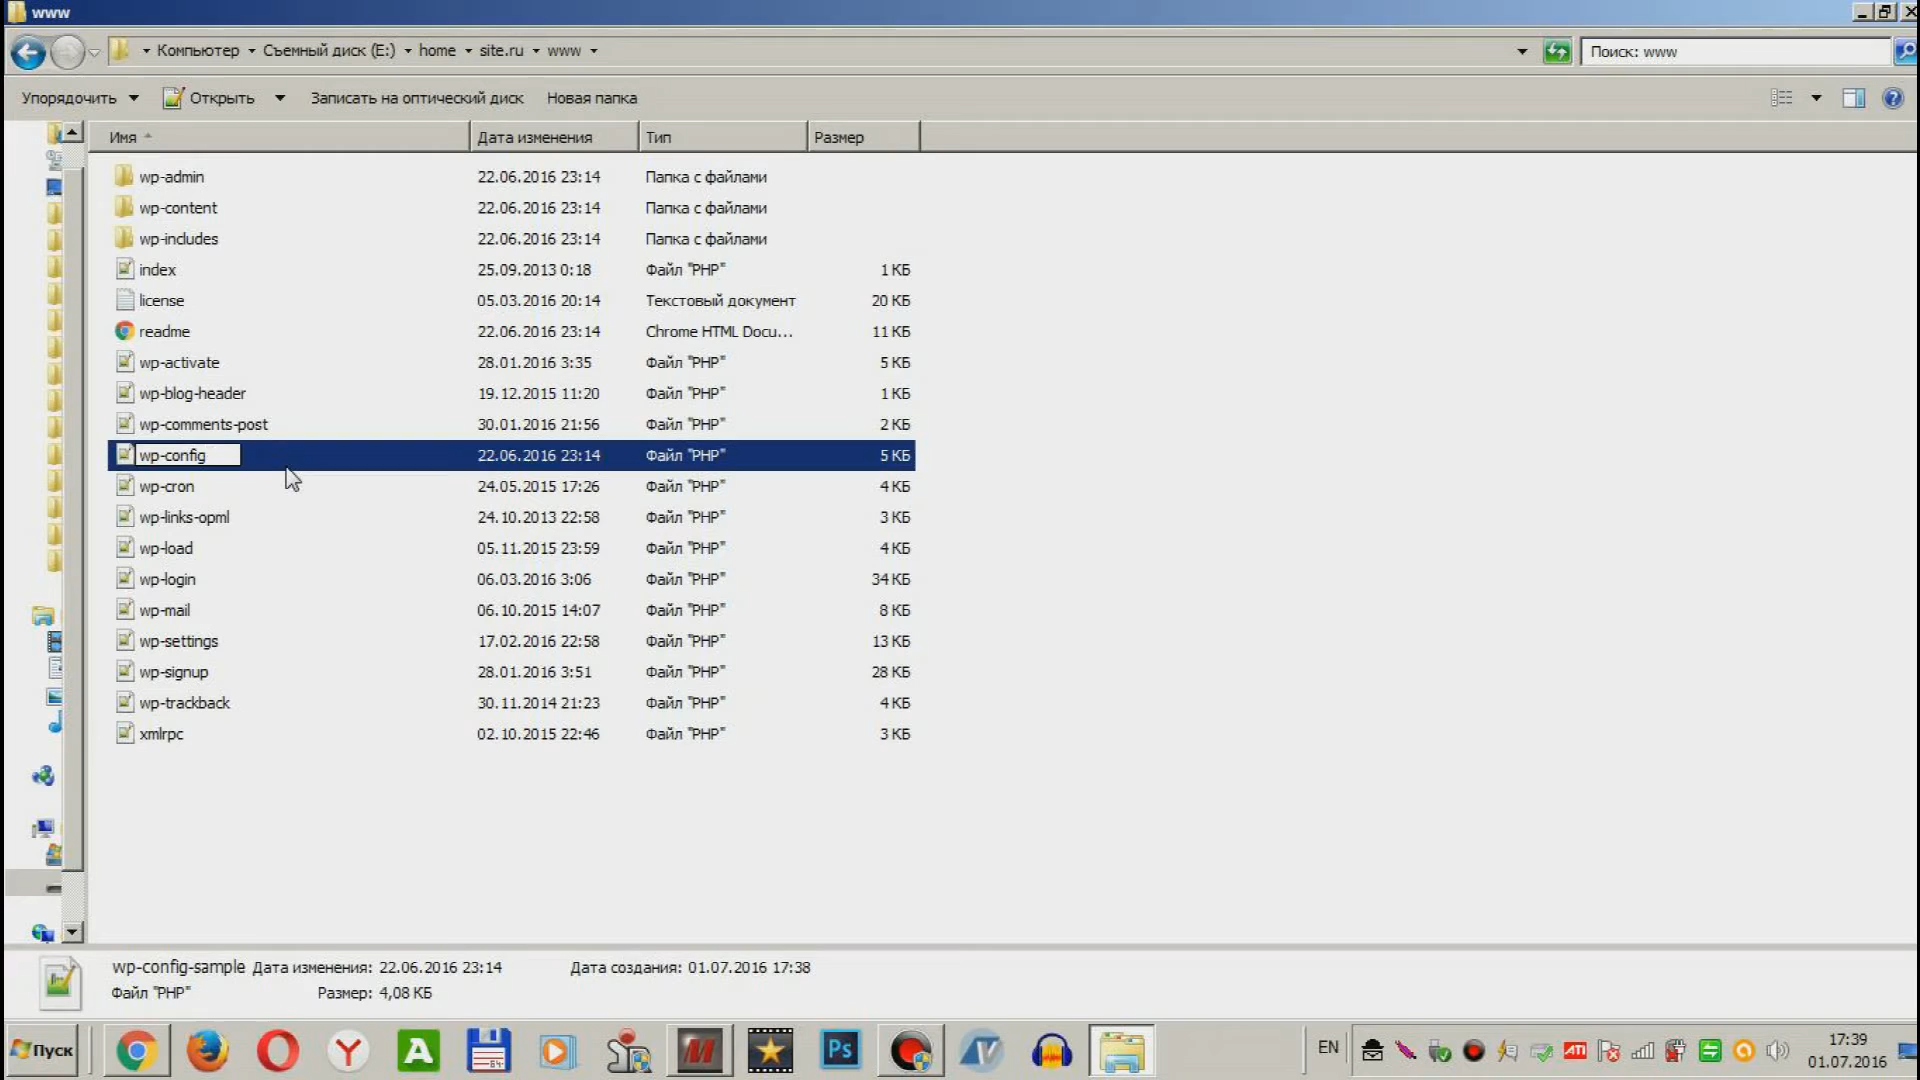 www
Компьютер Съемный диск (E:) home site.ru www
Поиск: www
Упорядочить Открыть Записать на оптический диск Новая папка
Имя Дата изменения Тип Размер
wp-admin 22.06.2016 23:14 Папка с файлами
wp-content 22.06.2016 23:14 Папка с файлами
wp-includes 22.06.2016 23:14 Папка с файлами
index 25.09.2013 0:18 Файл "PHP" 1 КБ
license 05.03.2016 20:14 Текстовый документ 20 КБ
readme 22.06.2016 23:14 Chrome HTML Docu... 11 КБ
wp-activate 28.01.2016 3:35 Файл "PHP" 5 КБ
wp-blog-header 19.12.2015 11:20 Файл "PHP" 1 КБ
wp-comments-post 30.01.2016 21:56 Файл "PHP" 2 КБ
wp-config 22.06.2016 23:14 Файл "PHP" 5 КБ
wp-cron 24.05.2015 17:26 Файл "PHP" 4 КБ
wp-links-opml 24.10.2013 22:58 Файл "PHP" 3 КБ
wp-load 05.11.2015 23:59 Файл "PHP" 4 КБ
wp-login 06.03.2016 3:06 Файл "PHP" 34 КБ
wp-mail 06.10.2015 14:07 Файл "PHP" 8 КБ
wp-settings 17.02.2016 22:58 Файл "PHP" 13 КБ
wp-signup 28.01.2016 3:51 Файл "PHP" 28 КБ
wp-trackback 30.11.2014 21:23 Файл "PHP" 4 КБ
xmlrpc 02.10.2015 22:46 Файл "PHP" 3 КБ
wp-config-sample Дата изменения: 22.06.2016 23:14 Дата создания: 01.07.2016 17:38
Файл "PHP" Размер: 4,08 КБ
Пуск
A
M
Ps
EN
ATI
17:39
01.07.2016